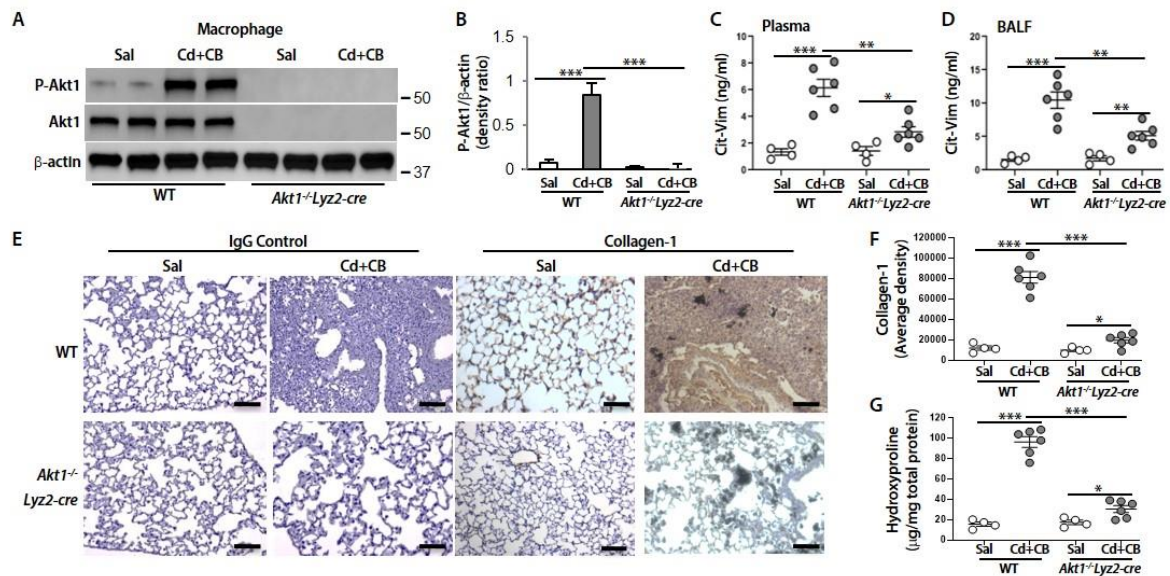 A
Macrophage
Sal Cd+CB Sal Cd+CB
P-Akt1
50
Akt1
50
β-actin
37
WT Akt1-/-Lyz2-cre
B
P-Akt1/β-actin
(density ratio)
1.5
1
0.5
0
*** ***
Sal Cd+CB Sal Cd+CB
WT Akt1-/-Lyz2-cre
C
Plasma
Cit-Vim (ng/ml)
10
8
6
4
2
0
*** **
*
Sal Cd+CB Sal Cd+CB
WT Akt1-/-Lyz2-cre
D
BALF
Cit-Vim (ng/ml)
20
15
10
5
0
*** **
**
Sal Cd+CB Sal Cd+CB
WT Akt1-/-Lyz2-cre
E
IgG Control Collagen-1
Sal Cd+CB Sal Cd+CB
WT
Akt1-/-
Lyz2-cre
F
Collagen-1
(Average density)
120000
100000
80000
60000
40000
20000
0
*** ***
*
Sal Cd+CB Sal Cd+CB
WT Akt1-/-Lyz2-cre
G
Hydroxyproline
(μg/mg total protein)
120
100
80
60
40
20
0
*** ***
*
Sal Cd+CB Sal Cd+CB
WT Akt1-/-Lyz2-cre